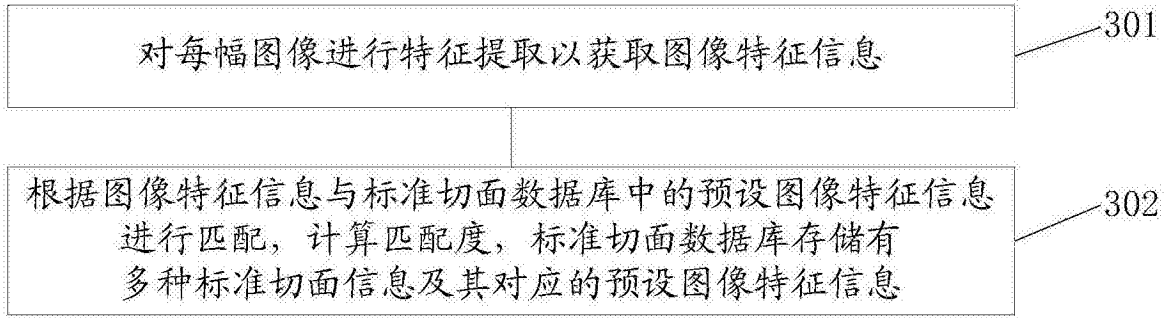 对每幅图像进行特征提取以获取图像特征信息
301
根据图像特征信息与标准切面数据库中的预设图像特征信息
进行匹配，计算匹配度，标准切面数据库存储有
多种标准切面信息及其对应的预设图像特征信息
302